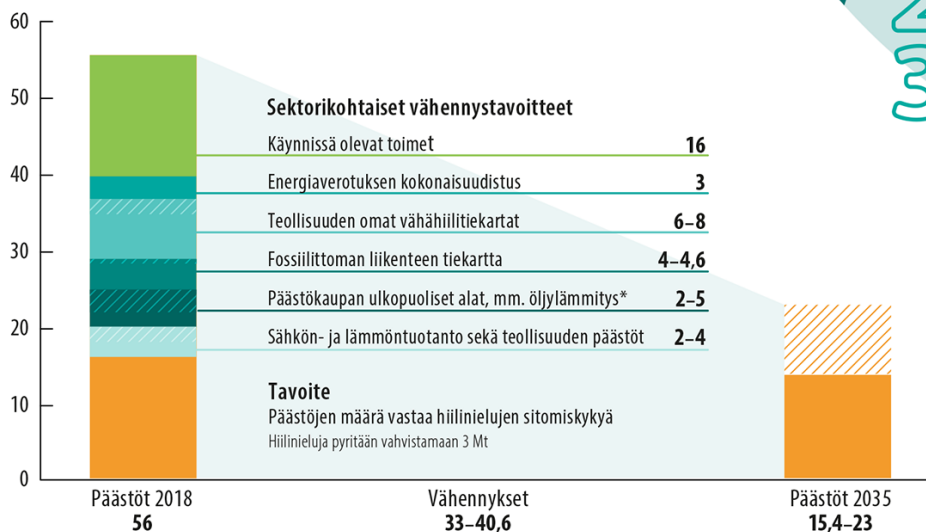 60
50
40
30
20
10
0
Sektorikohtaiset vähennystavoitteet
Käynnissä olevat toimet 16
Energiaverotuksen kokonaisuudistus 3
Teollisuuden omat vähähiilitiekartat 6–8
Fossiilittoman liikenteen tiekartta 4–4,6
Päästökaupan ulkopuoliset alat, mm. öljylämmitys* 2–5
Sähkön- ja lämmöntuotanto sekä teollisuuden päästöt 2–4
Tavoite
Päästöjen määrä vastaa hiilinielujen sitomiskykyä
Hiilinieluja pyritään vahvistamaan 3 Mt
Päästöt 2018
56
Vähennykset
33–40,6
Päästöt 2035
15,4–23